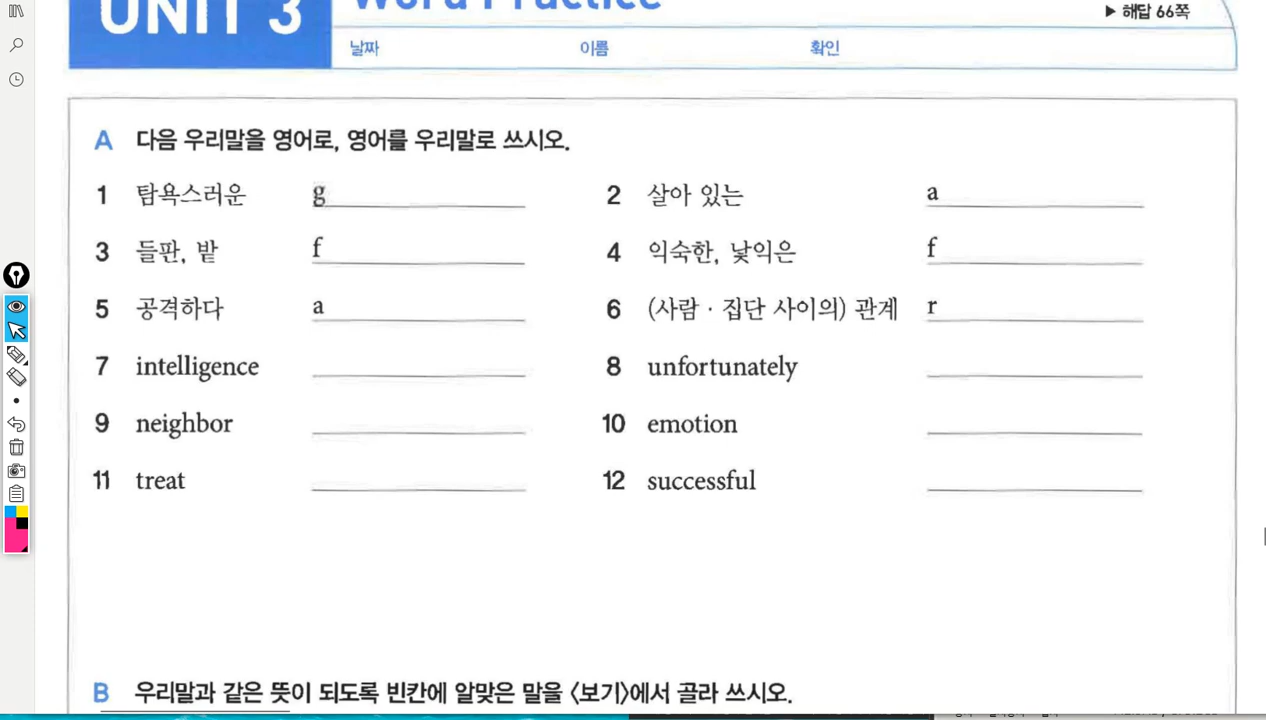 UNIT 3
Word Practice
▶ 해답 66쪽
날짜 이름 확인
A 다음 우리말을 영어로, 영어를 우리말로 쓰시오.
1 탐욕스러운 g
2 살아 있는 a
3 들판, 밭 f
4 익숙한, 낯익은 f
5 공격하다 a
6 (사람 · 집단 사이의) 관계 r
7 intelligence
8 unfortunately
9 neighbor
10 emotion
11 treat
12 successful
B 우리말과 같은 뜻이 되도록 빈칸에 알맞은 말을 〈보기〉에서 골라 쓰시오.